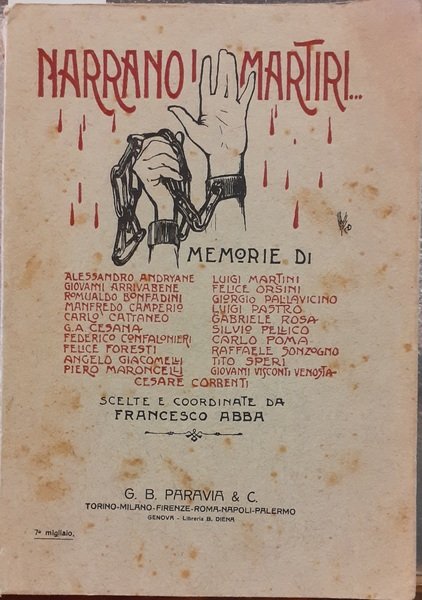 NARRANO I MARTIRI...
MEMORIE DI
ALESSANDRO ANDRYANE
GIOVANI ARRIVABENE
ROMUALDO BONFADINI
MANFREDO CAMPERIO
CARLO CATTANEO
G.A CESANA
FEDERICO CONFALONIERI
FELICE FORESTI
ANGELO GIACOMELLI
PIERO MARONCELLI
LUIGI MARTINI
FELICE ORSINI
GIORGIO PALLAVICINO
LUIGI PASTRO
GABRIELE ROSA
SILVIO PELLICO
CARLO POMA
RAFFAELE SONZOGNO
TITO SPERI
GIOVANI VISCONTI VENOSTA
CESARE CORRENTI
SCELTE E COORDINATE DA
FRANCESCO ABBA
G. B. PARAVIA & C.
TORINO-MILANO-FIRENZE-ROMA-NAPOLI-PALERMO
GENOVA - Libreria B. DIENA
7º migliaio,